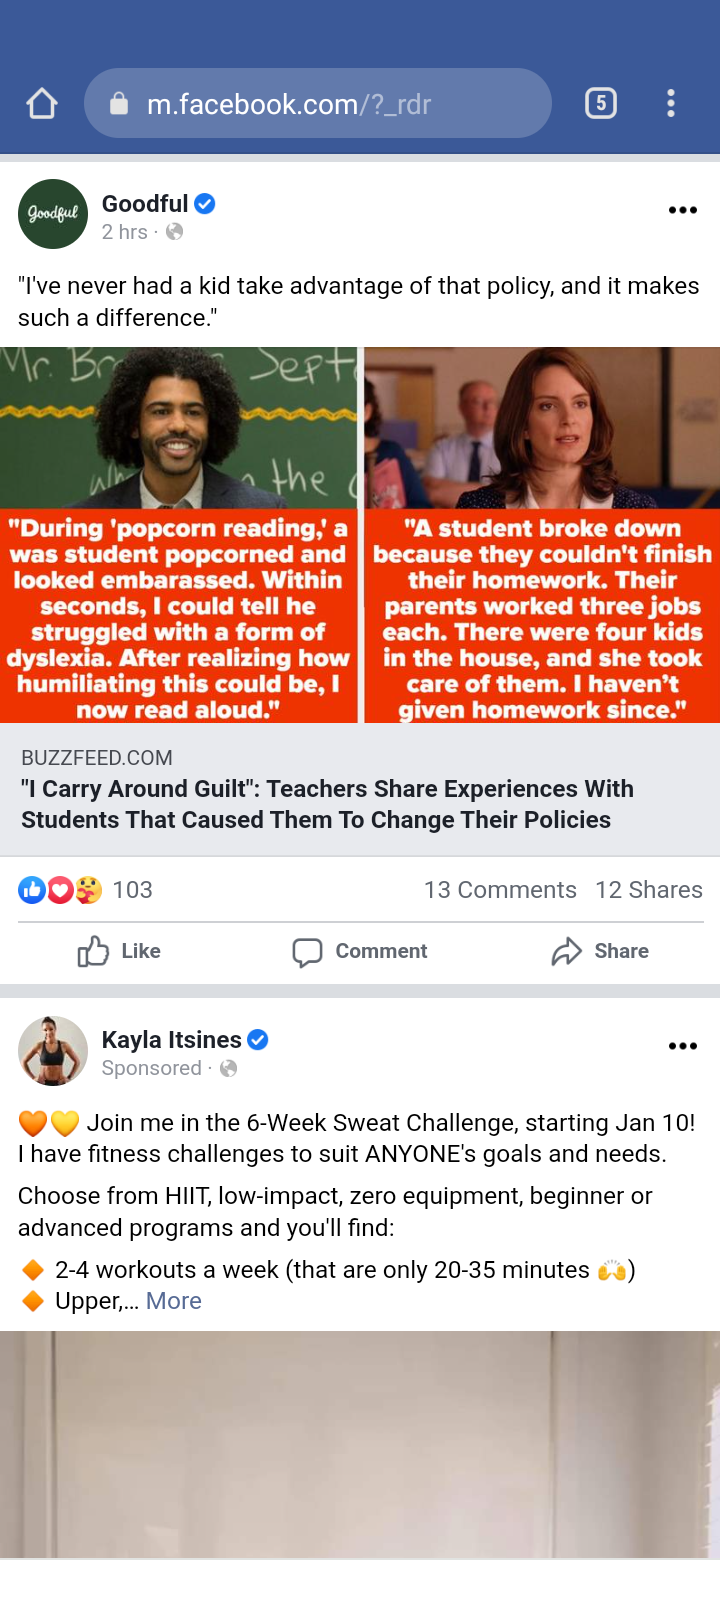 m.facebook.com/?_rdr
5
goodful
Goodful
2 hrs ·
"I've never had a kid take advantage of that policy, and it makes
such a difference."
Mr. Br Sept
the
"During 'popcorn reading,' a
was student popcorned and
looked embarassed. Within
seconds, I could tell he
struggled with a form of
dyslexia. After realizing how
humiliating this could be, I
now read aloud."
"A student broke down
because they couldn't finish
their homework. Their
parents worked three jobs
each. There were four kids
in the house, and she took
care of them. I haven't
given homework since."
BUZZFEED.COM
"I Carry Around Guilt": Teachers Share Experiences With
Students That Caused Them To Change Their Policies
103
13 Comments 12 Shares
Like Comment Share
Kayla Itsines
Sponsored ·
🧡💛 Join me in the 6-Week Sweat Challenge, starting Jan 10!
I have fitness challenges to suit ANYONE's goals and needs.
Choose from HIIT, low-impact, zero equipment, beginner or
advanced programs and you'll find:
🔸 2-4 workouts a week (that are only 20-35 minutes 🙌)
🔸 Upper,... More